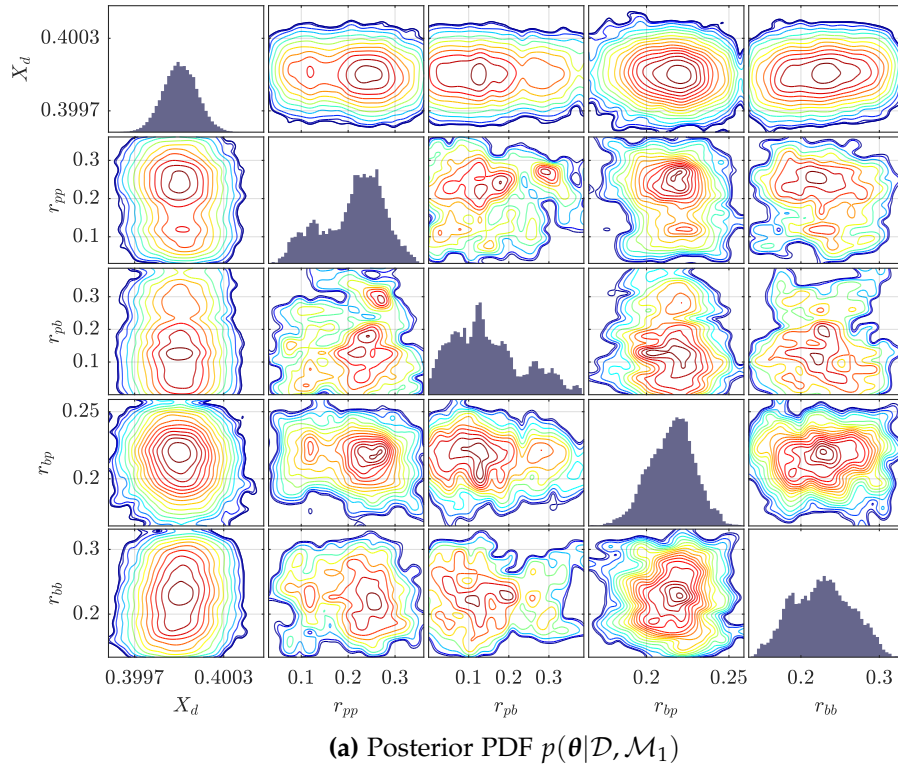 0.4003
X_d
0.3997
0.3
r_pp
0.2
0.1
0.3
r_pb
0.2
0.1
0.25
r_bp
0.2
0.3
r_bb
0.2
0.3997 0.4003 0.1 0.2 0.3 0.1 0.2 0.3 0.2 0.25 0.2 0.3
X_d r_pp r_pb r_bp r_bb
(a) Posterior PDF p(θ|D, M₁)